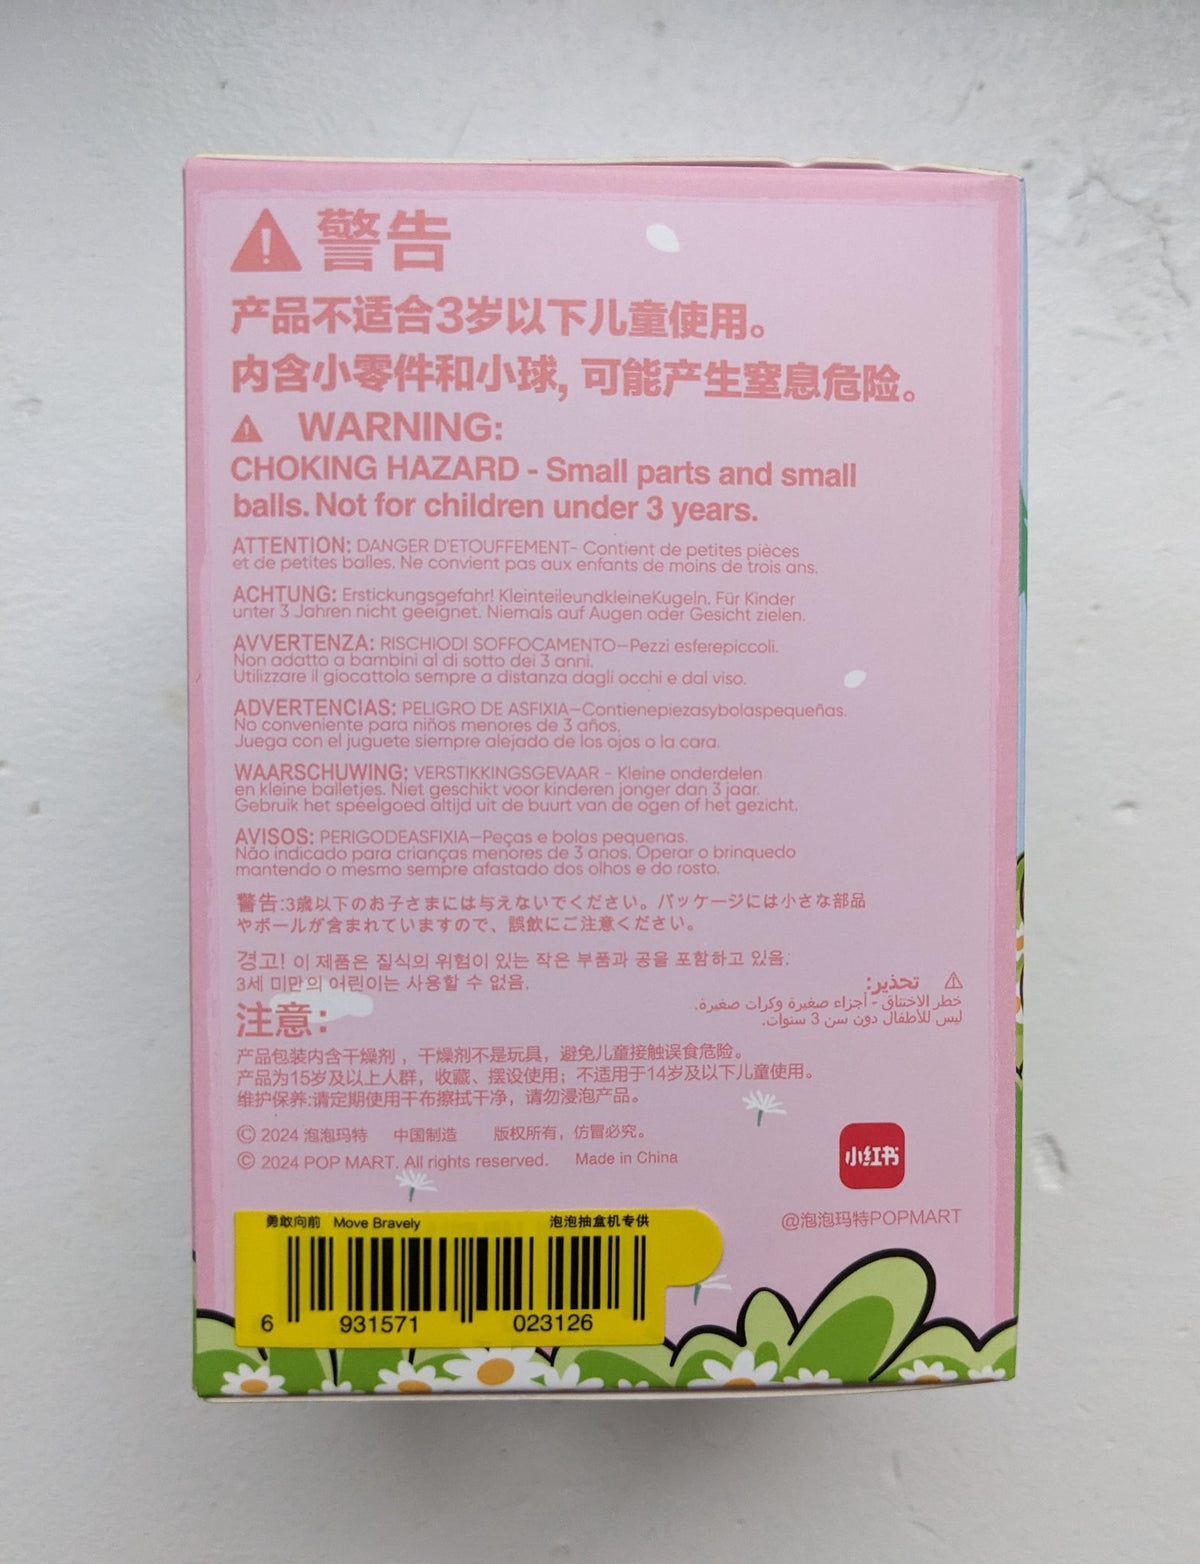 警告
产品不适合3岁以下儿童使用。
内含小零件和小球, 可能产生窒息危险。
WARNING:
CHOKING HAZARD - Small parts and small
balls. Not for children under 3 years.
ATTENTION: DANGER D'ETOUFFEMENT- Contient de petites pièces
et de petites balles. Ne convient pas aux enfants de moins de trois ans.
ACHTUNG: Erstickungsgefahr! KleinteileundkleineKugeln. Für Kinder
unter 3 Jahren nicht geeignet. Niemals auf Augen oder Gesicht zielen.
AVVERTENZA: RISCHIODI SOFFOCAMENTO—Pezzi esferepiccoli.
Non adatto a bambini al di sotto dei 3 anni.
Utilizzare il giocattolo sempre a distanza dagli occhi e dal viso.
ADVERTENCIAS: PELIGRO DE ASFIXIA—Contienepiezasybolaspequeñas.
No conveniente para niños menores de 3 años.
Juega con el juguete siempre alejado de los ojos o la cara.
WAARSCHUWING: VERSTIKKINGSGEVAAR - Kleine onderdelen
en kleine balletjes. Niet geschikt voor kinderen jonger dan 3 jaar.
Gebruik het speelgoed altijd uit de buurt van de ogen of het gezicht.
AVISOS: PERIGODEASFIXIA—Peças e bolas pequenas.
Não indicado para crianças menores de 3 anos. Operar o brinquedo
mantendo o mesmo sempre afastado dos olhos e do rosto.
警告:3歳以下のお子さまには与えないでください。パッケージには小さな部品
やボールが含まれていますので、誤飲にご注意ください。
경고! 이 제품은 질식의 위험이 있는 작은 부품과 공을 포함하고 있음.
3세 미만의 어린이는 사용할 수 없음.
تحذير:
خطر الاختناق - أجزاء صغيرة وكرات صغيرة.
ليس للأطفال دون سن 3 سنوات.
注意:
产品包装内含干燥剂，干燥剂不是玩具，避免儿童接触误食危险。
产品为15岁及以上人群，收藏、摆设使用；不适用于14岁及以下儿童使用。
维护保养:请定期使用干布擦拭干净，请勿浸泡产品。
© 2024 泡泡玛特 中国制造 版权所有，仿冒必究。
© 2024 POP MART. All rights reserved. Made in China
小红书
@泡泡玛特POPMART
勇敢向前 Move Bravely 泡泡抽盒机专供
6 931571 023126